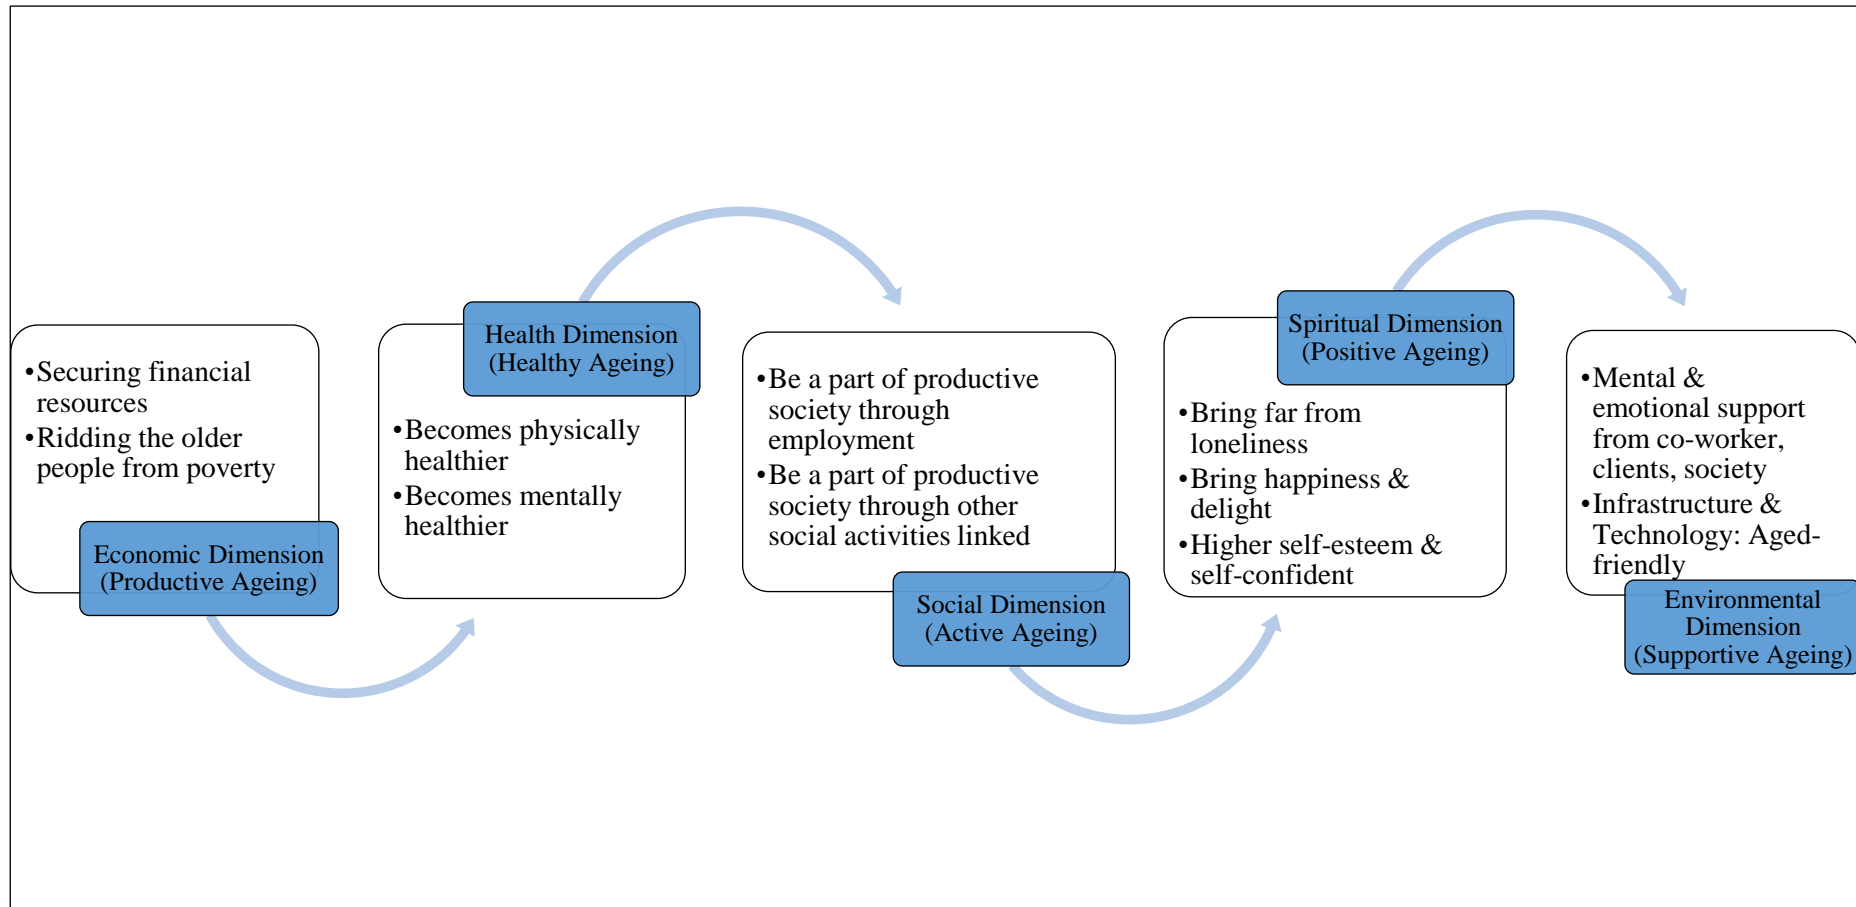 •Securing financial
resources
•Ridding the older
people from poverty
Economic Dimension
(Productive Ageing)
Health Dimension
(Healthy Ageing)
•Becomes physically
healthier
•Becomes mentally
healthier
•Be a part of productive
society through
employment
•Be a part of productive
society through other
social activities linked
Social Dimension
(Active Ageing)
Spiritual Dimension
(Positive Ageing)
•Bring far from
loneliness
•Bring happiness &
delight
•Higher self-esteem &
self-confident
•Mental &
emotional support
from co-worker,
clients, society
•Infrastructure &
Technology: Aged-
friendly
Environmental
Dimension
(Supportive Ageing)